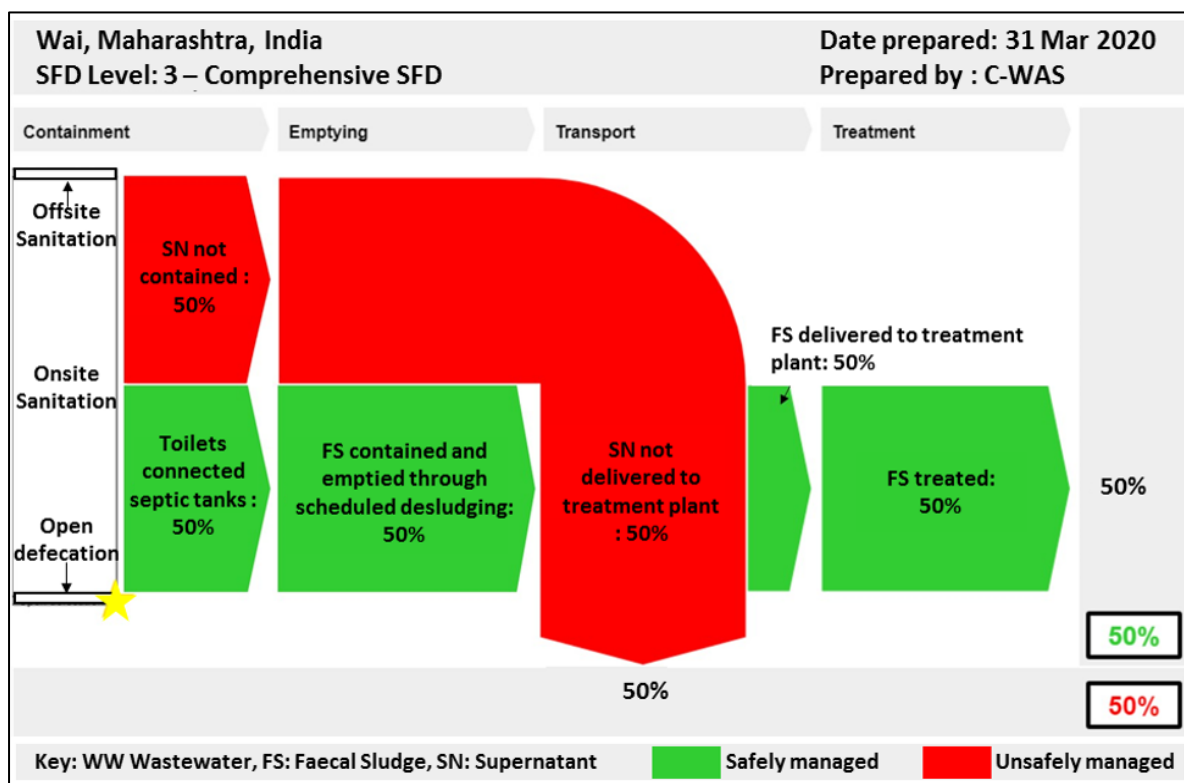 Wai, Maharashtra, India
Date prepared: 31 Mar 2020
SFD Level: 3 – Comprehensive SFD
Prepared by : C-WAS
Containment
Emptying
Transport
Treatment
Offsite
Sanitation
Onsite
Sanitation
Open
defecation
SN not
contained :
50%
Toilets
connected
septic tanks :
50%
FS contained and
emptied through
scheduled desludging:
50%
SN not
delivered to
treatment plant
: 50%
FS delivered to treatment
plant: 50%
FS treated:
50%
50%
50%
50%
50%
Key: WW Wastewater, FS: Faecal Sludge, SN: Supernatant
Safely managed
Unsafely managed